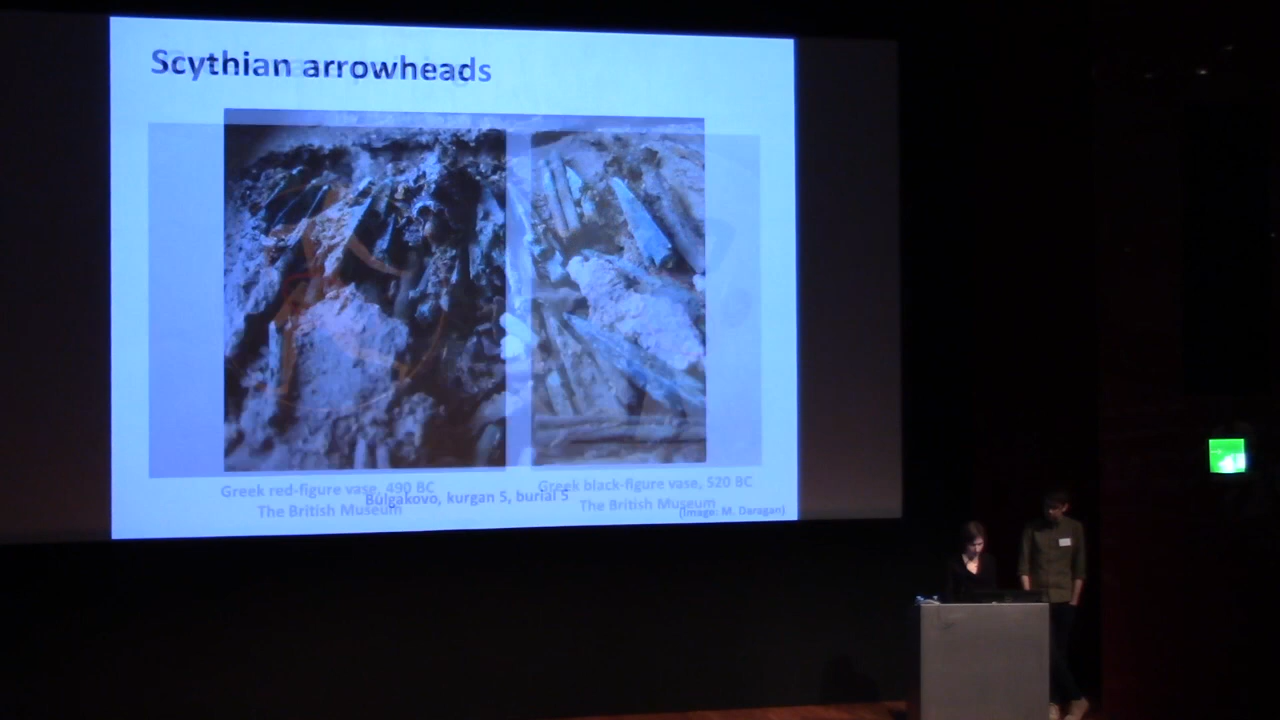 Scythian arrowheads
Greek red-figure vase, 490 BC
The British Museum
Greek black-figure vase, 520 BC
The British Museum
Bulgakovo, kurgan 5, burial 5
(Image: M. Daragan)